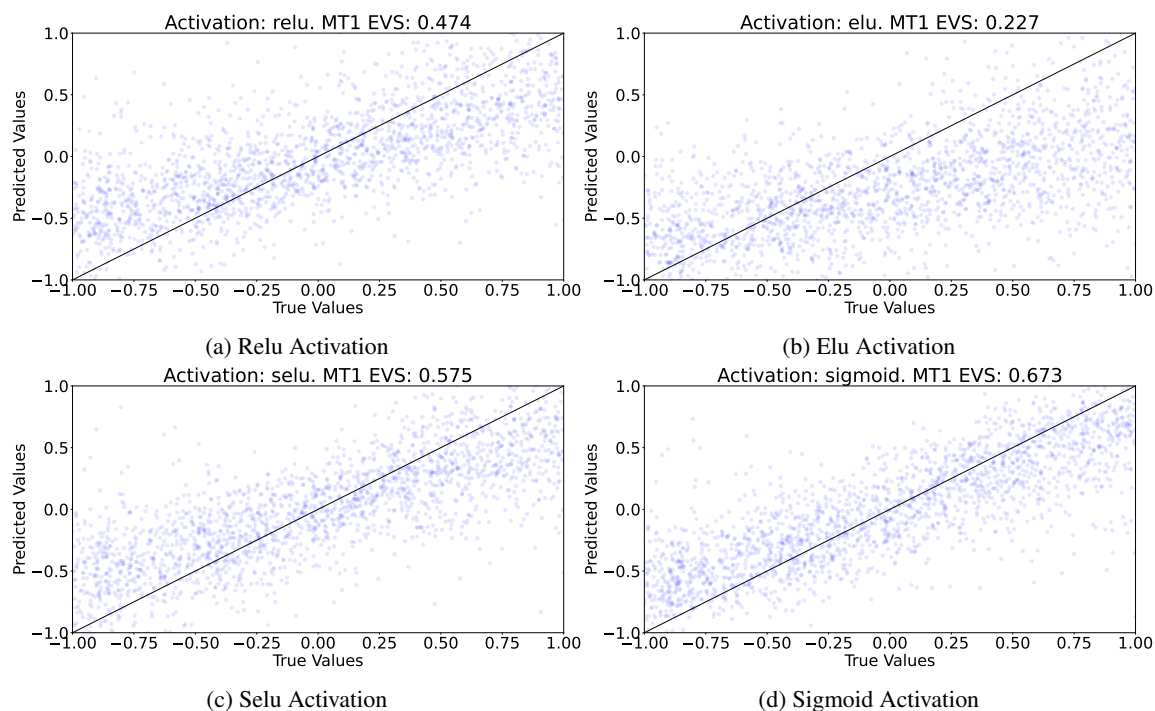 Activation: relu. MT1 EVS: 0.474
1.0
0.5
0.0
−0.5
−1.0
Predicted Values
−1.00 −0.75 −0.50 −0.25 0.00 0.25 0.50 0.75 1.00
True Values
(a) Relu Activation
Activation: elu. MT1 EVS: 0.227
1.0
0.5
0.0
−0.5
−1.0
Predicted Values
−1.00 −0.75 −0.50 −0.25 0.00 0.25 0.50 0.75 1.00
True Values
(b) Elu Activation
Activation: selu. MT1 EVS: 0.575
1.0
0.5
0.0
−0.5
−1.0
Predicted Values
−1.00 −0.75 −0.50 −0.25 0.00 0.25 0.50 0.75 1.00
True Values
(c) Selu Activation
Activation: sigmoid. MT1 EVS: 0.673
1.0
0.5
0.0
−0.5
−1.0
Predicted Values
−1.00 −0.75 −0.50 −0.25 0.00 0.25 0.50 0.75 1.00
True Values
(d) Sigmoid Activation